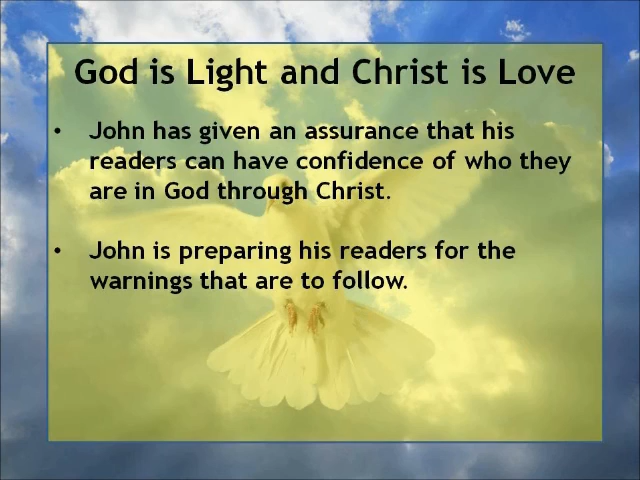 God is Light and Christ is Love
• John has given an assurance that his
readers can have confidence of who they
are in God through Christ.
• John is preparing his readers for the
warnings that are to follow.